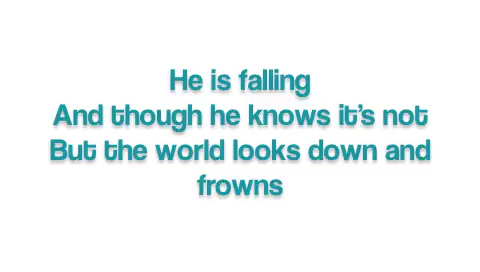 He is falling
And though he knows it's not
But the world looks down and
frowns